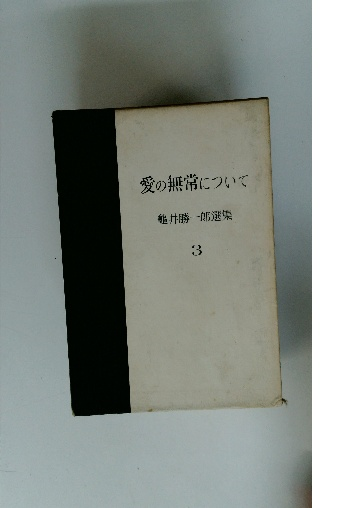 愛の無常について
亀井勝一郎選集
3